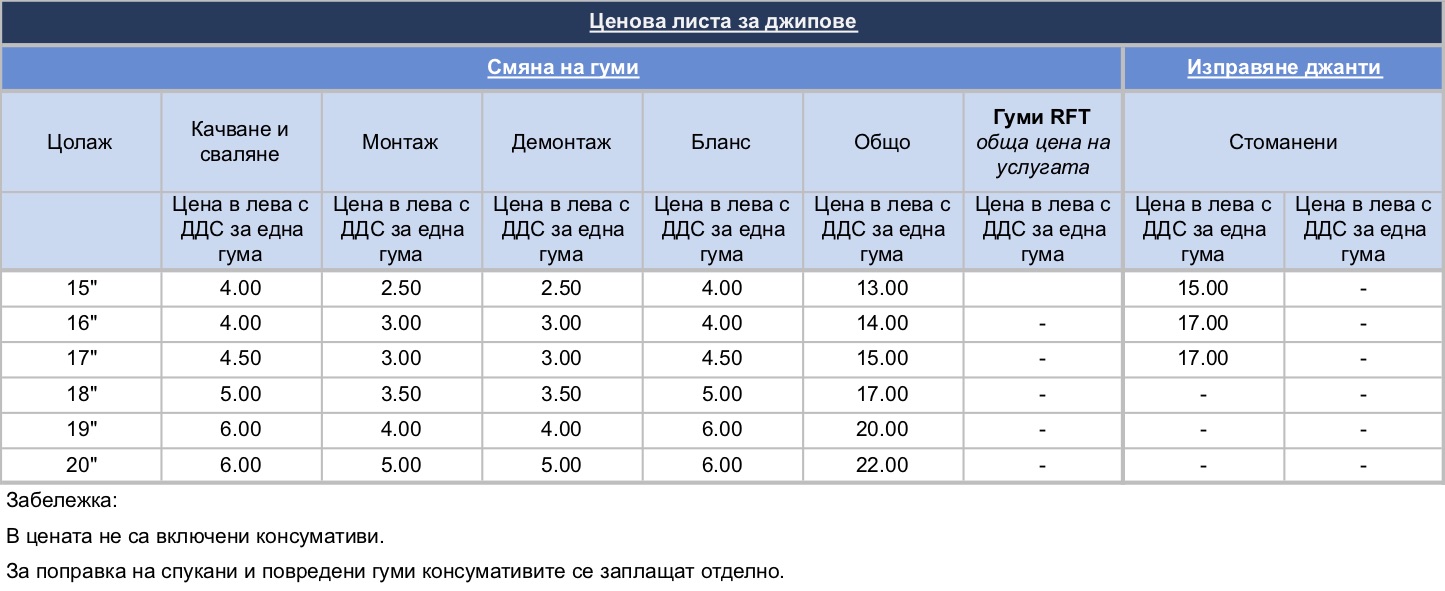 Ценова листа за джипове
Смяна на гуми Изправяне джанти
Цолаж Качване и сваляне Монтаж Демонтаж Бланс Общо Гуми RFT обща цена на услугата Стоманени
Цена в лева с ДДС за една гума Цена в лева с ДДС за една гума Цена в лева с ДДС за една гума Цена в лева с ДДС за една гума Цена в лева с ДДС за една гума Цена в лева с ДДС за една гума Цена в лева с ДДС за една гума Цена в лева с ДДС за една гума
15" 4.00 2.50 2.50 4.00 13.00 15.00 -
16" 4.00 3.00 3.00 4.00 14.00 - 17.00 -
17" 4.50 3.00 3.00 4.50 15.00 - 17.00 -
18" 5.00 3.50 3.50 5.00 17.00 - - -
19" 6.00 4.00 4.00 6.00 20.00 - - -
20" 6.00 5.00 5.00 6.00 22.00 - - -
Забележка:
В цената не са включени консумативи.
За поправка на спукани и повредени гуми консумативите се заплащат отделно.